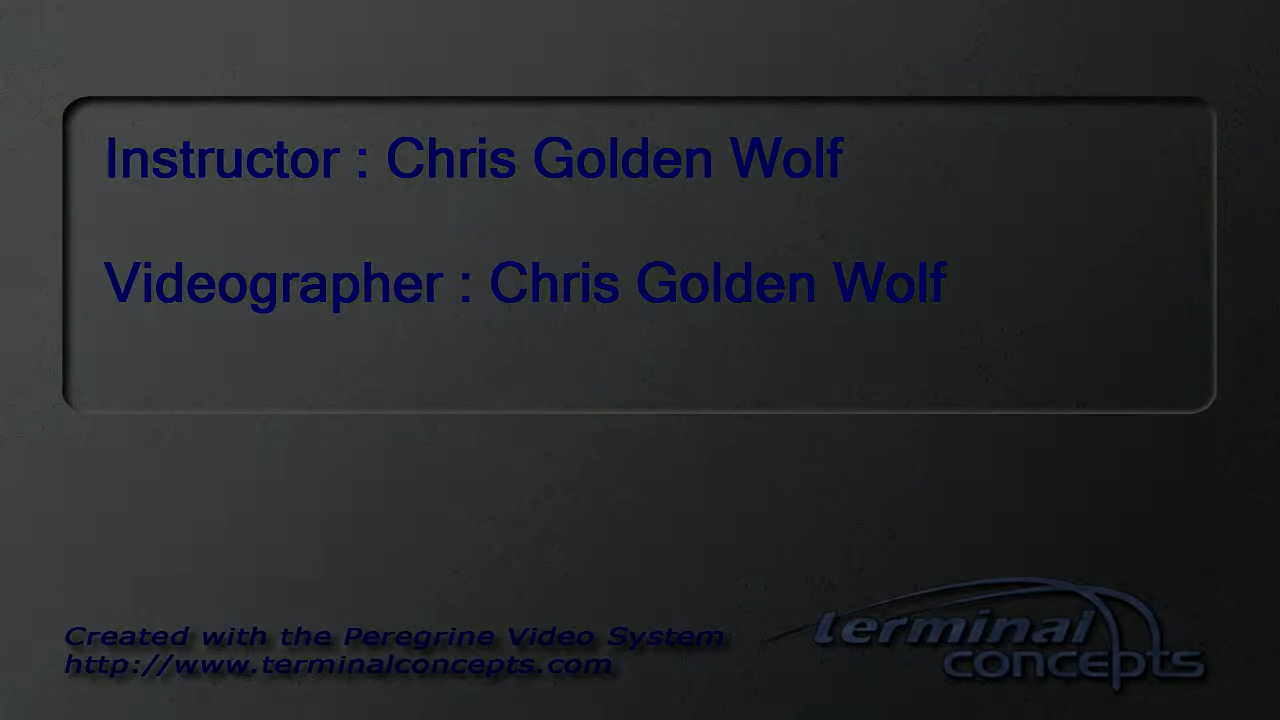 Instructor : Chris Golden Wolf
Videographer : Chris Golden Wolf
Created with the Peregrine Video System
http://www.terminalconcepts.com
terminal
concepts